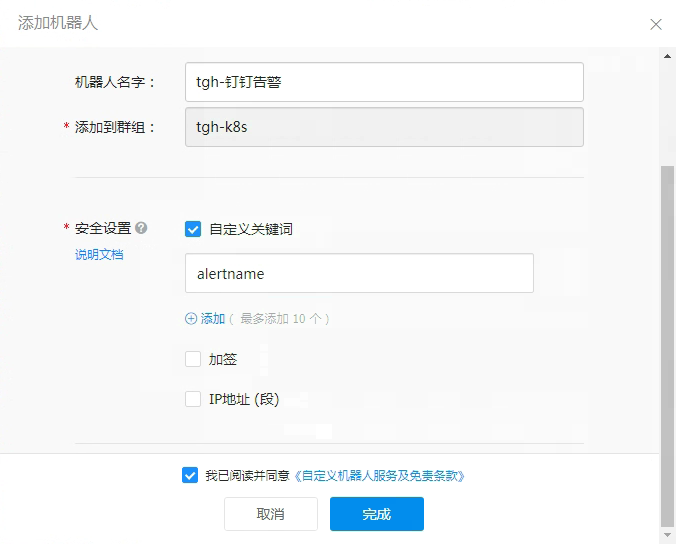 添加机器人
机器人名字：
tgh-钉钉告警
* 添加到群组：
tgh-k8s
* 安全设置
自定义关键词
说明文档
alertname
添加（ 最多添加 10 个 ）
加签
IP地址 (段)
我已阅读并同意《自定义机器人服务及免责条款》
取消
完成